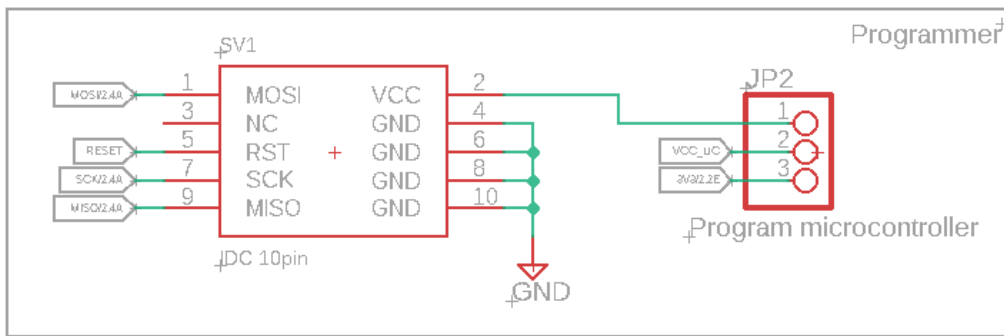 Programmer
SV1
JP2
MOSI/2.4A 1 MOSI VCC 2
3 NC GND 4
RESET 5 RST GND 6
SCK/2.4A 7 SCK GND 8
MISO/2.4A 9 MISO GND 10
1
VCC_uC 2
3V3/2.2E 3
Program microcontroller
IDC 10pin
GND